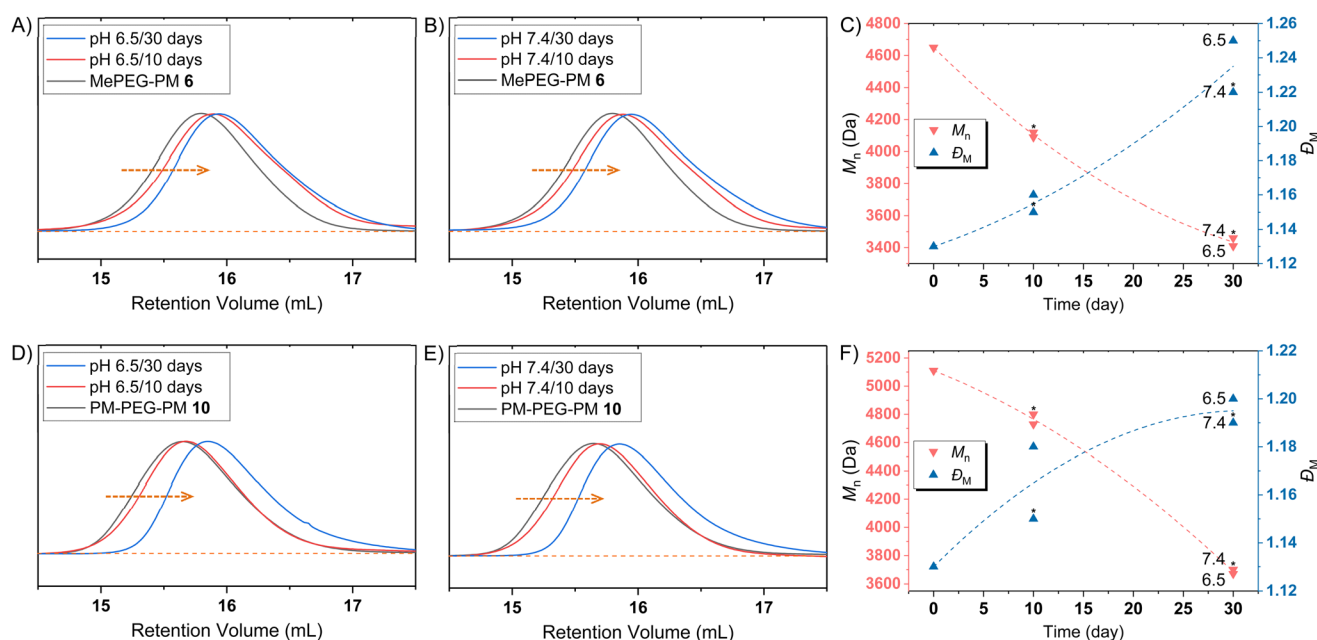 A)
pH 6.5/30 days
pH 6.5/10 days
MePEG-PM 6
15 16 17
Retention Volume (mL)
B)
pH 7.4/30 days
pH 7.4/10 days
MePEG-PM 6
15 16 17
Retention Volume (mL)
C)
4800
4600
4400
4200
4000
3800
3600
3400
Mn (Da)
Mn
ĐM
6.5
*
7.4
*
*
7.4 *
6.5
1.26
1.24
1.22
1.20
1.18
1.16
1.14
1.12
ĐM
0 5 10 15 20 25 30
Time (day)
D)
pH 6.5/30 days
pH 6.5/10 days
PM-PEG-PM 10
15 16 17
Retention Volume (mL)
E)
pH 7.4/30 days
pH 7.4/10 days
PM-PEG-PM 10
15 16 17
Retention Volume (mL)
F)
5200
5000
4800
4600
4400
4200
4000
3800
3600
Mn (Da)
Mn
ĐM
*
6.5
7.4 *
*
7.4 *
6.5
1.22
1.20
1.18
1.16
1.14
1.12
ĐM
0 5 10 15 20 25 30
Time (day)